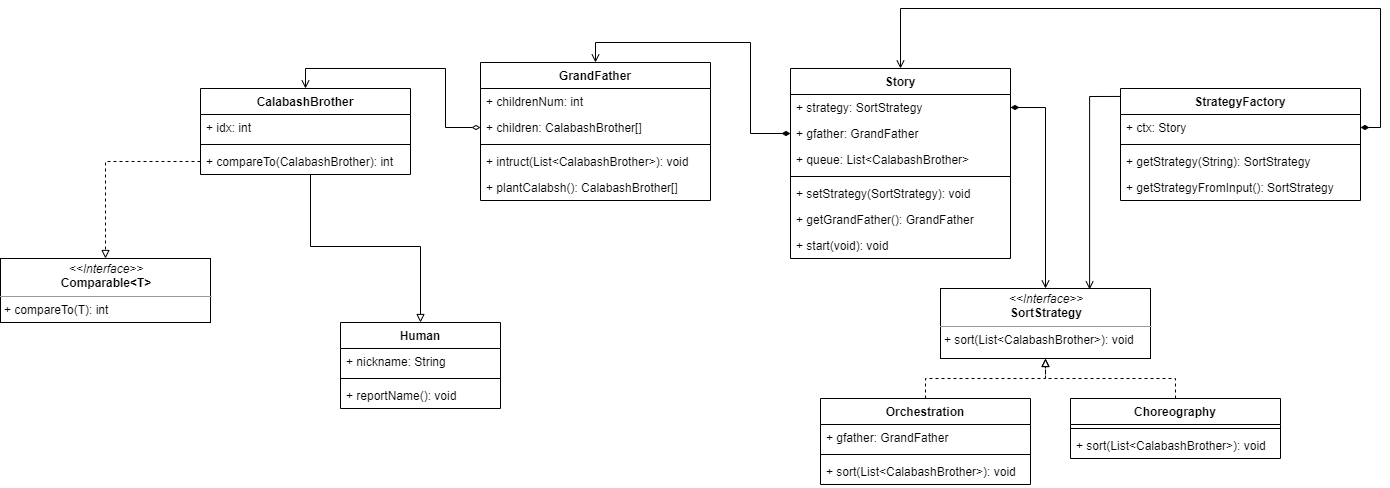 CalabashBrother
+ idx: int
+ compareTo(CalabashBrother): int
GrandFather
+ childrenNum: int
+ children: CalabashBrother[]
+ intruct(List<CalabashBrother>): void
+ plantCalabsh(): CalabashBrother[]
Story
+ strategy: SortStrategy
+ gfather: GrandFather
+ queue: List<CalabashBrother>
+ setStrategy(SortStrategy): void
+ getGrandFather(): GrandFather
+ start(void): void
StrategyFactory
+ ctx: Story
+ getStrategy(String): SortStrategy
+ getStrategyFromInput(): SortStrategy
<<Interface>>
Comparable<T>
+ compareTo(T): int
Human
+ nickname: String
+ reportName(): void
<<Interface>>
SortStrategy
+ sort(List<CalabashBrother>): void
Orchestration
+ gfather: GrandFather
+ sort(List<CalabashBrother>): void
Choreography
+ sort(List<CalabashBrother>): void